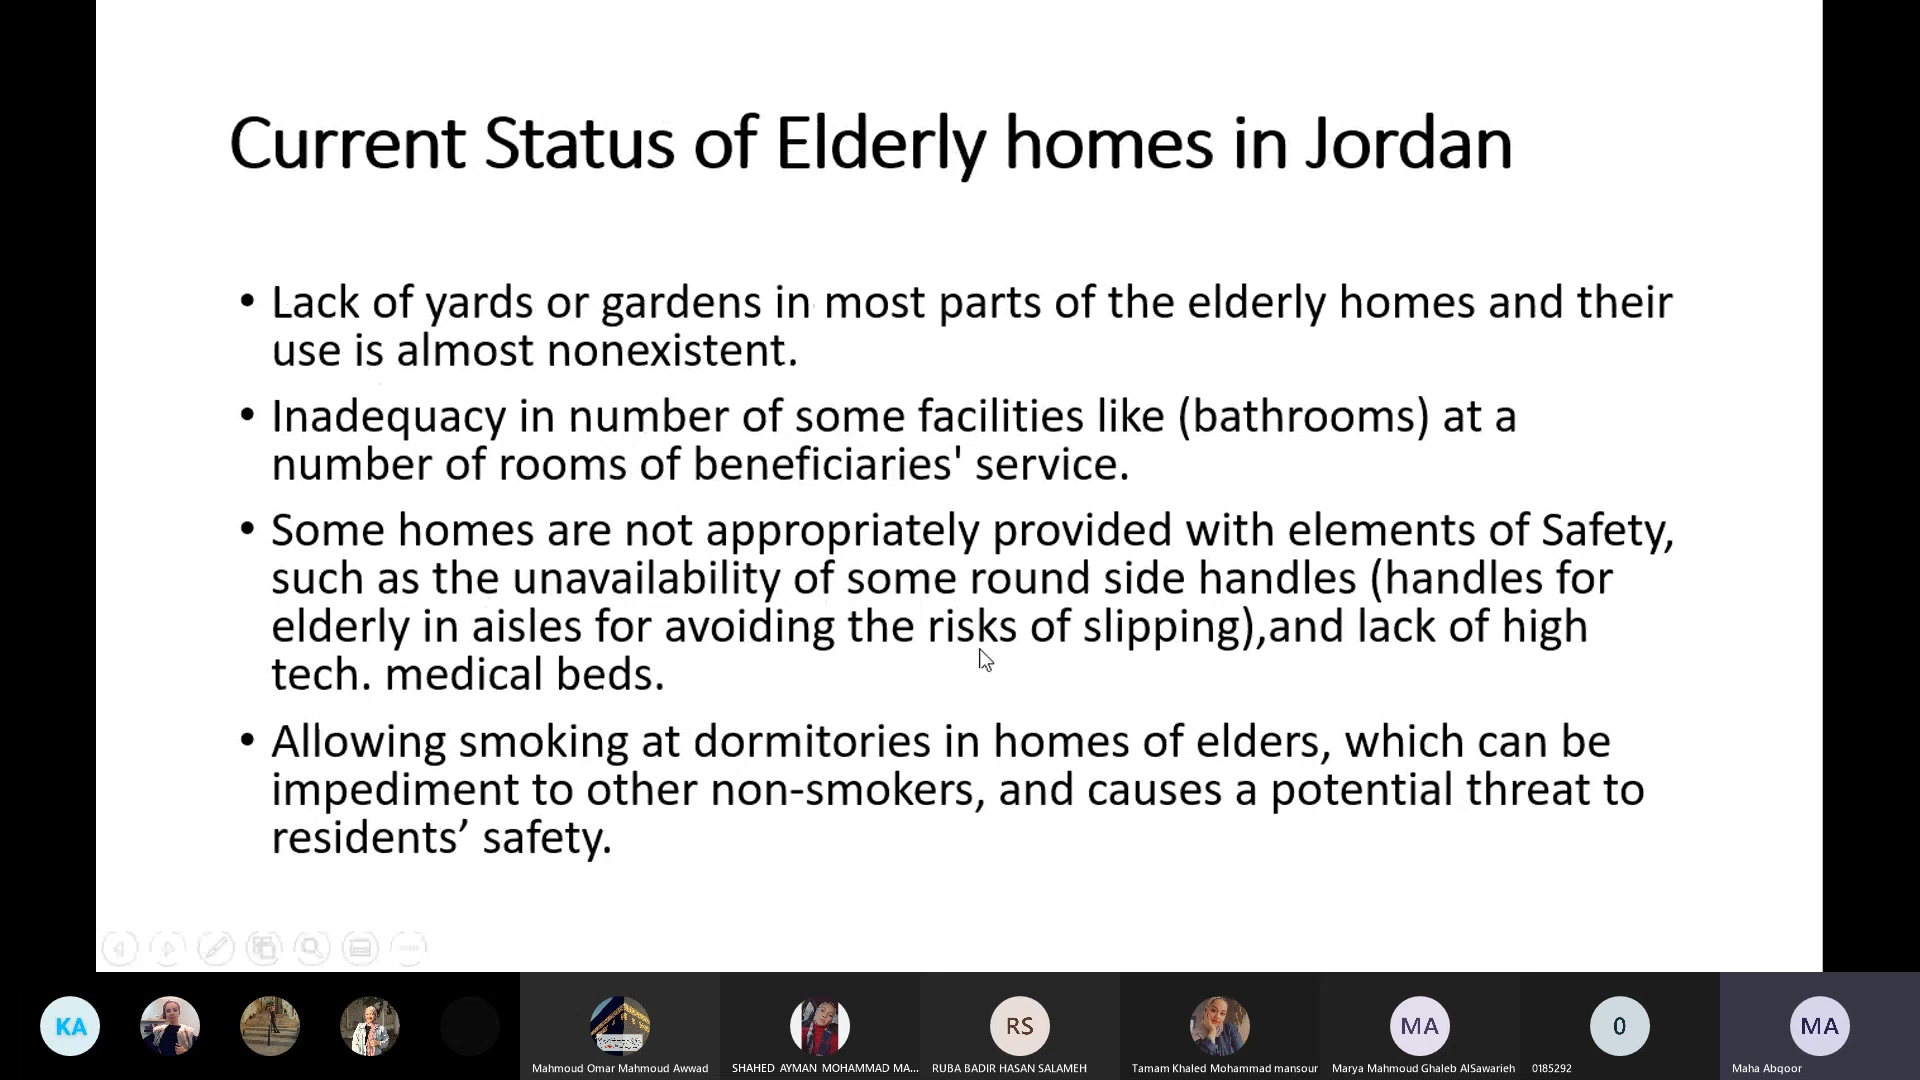 Current Status of Elderly homes in Jordan
• Lack of yards or gardens in most parts of the elderly homes and their
use is almost nonexistent.
• Inadequacy in number of some facilities like (bathrooms) at a
number of rooms of beneficiaries' service.
• Some homes are not appropriately provided with elements of Safety,
such as the unavailability of some round side handles (handles for
elderly in aisles for avoiding the risks of slipping),and lack of high
tech. medical beds.
• Allowing smoking at dormitories in homes of elders, which can be
impediment to other non-smokers, and causes a potential threat to
residents’ safety.
KA
RS
MA
0
MA
Mahmoud Omar Mahmoud Awwad
SHAHED AYMAN MOHAMMAD MA...
RUBA BADIR HASAN SALAMEH
Tamam Khaled Mohammad mansour
Marya Mahmoud Ghaleb AlSawarieh
0185292
Maha Abqoor